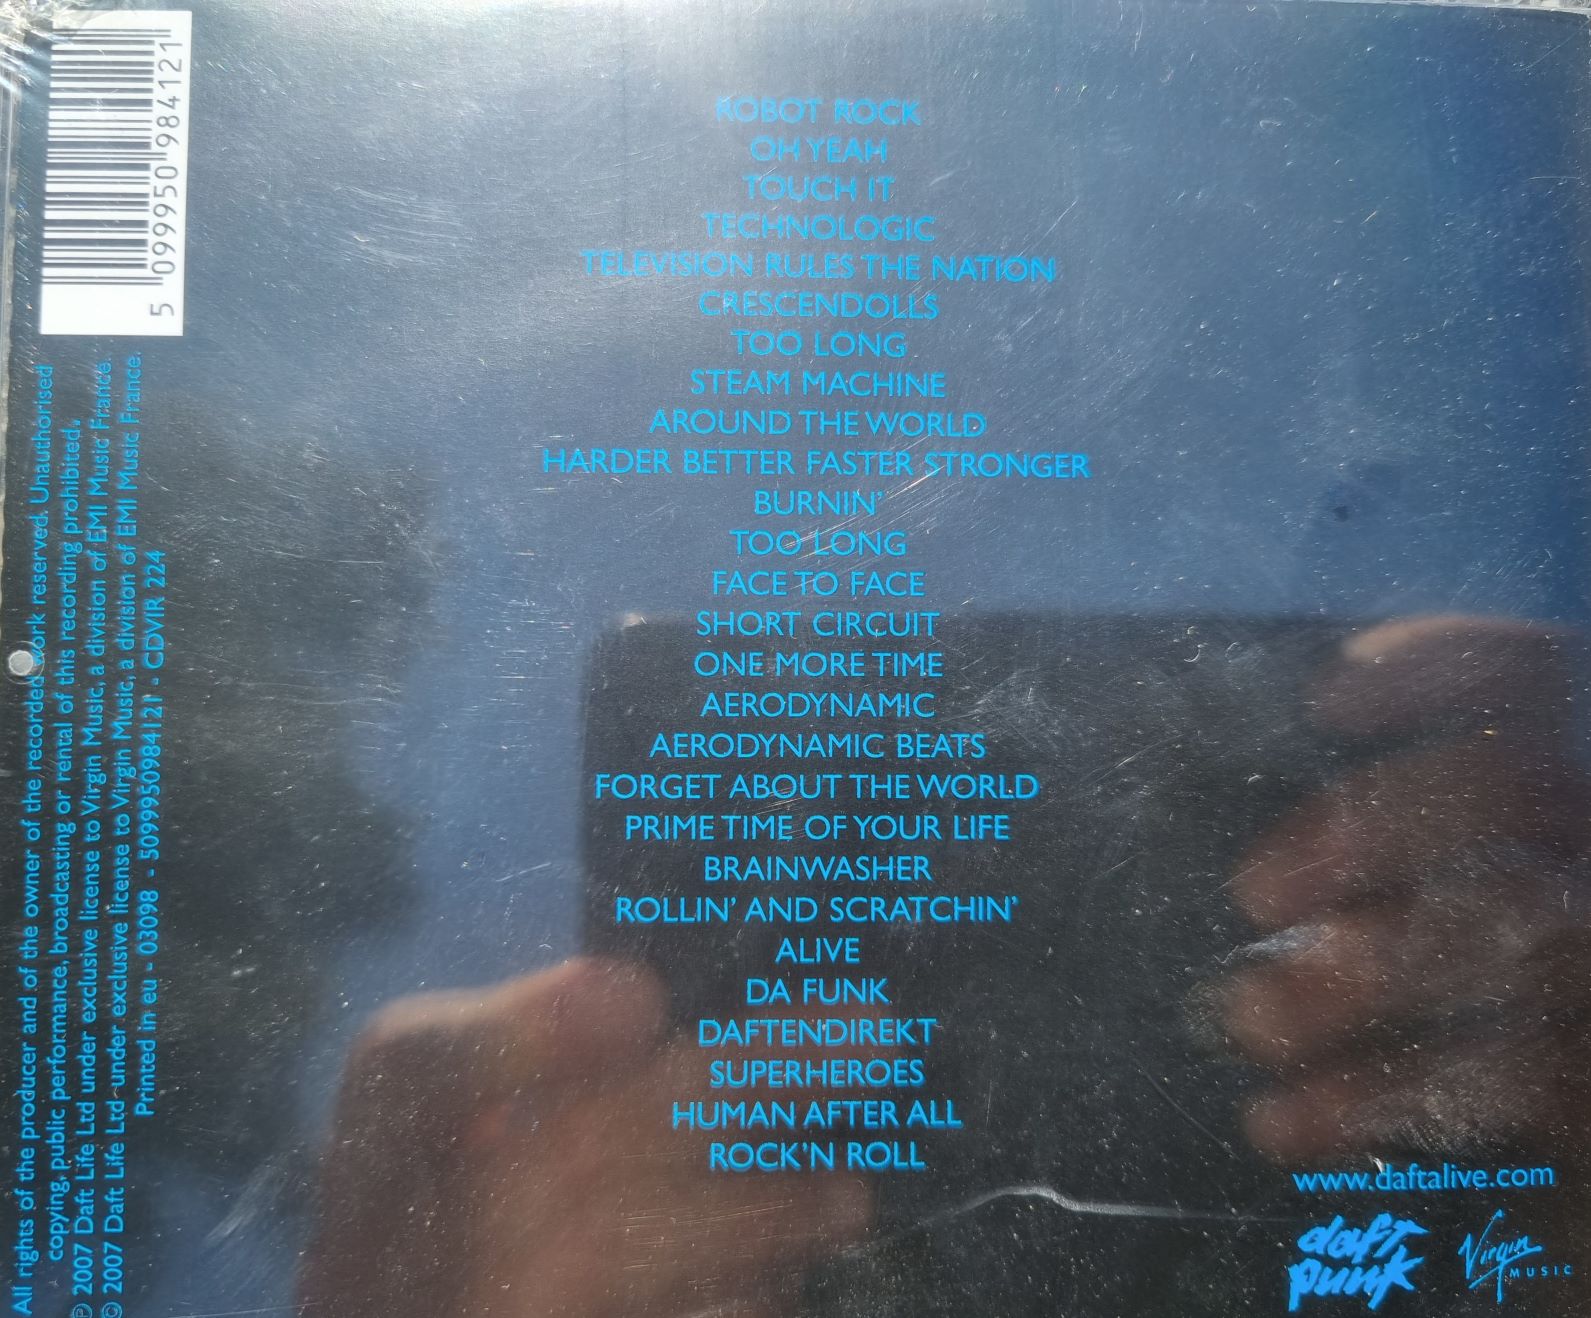 ROBOT ROCK
OH YEAH
TOUCH IT
TECHNOLOGIC
TELEVISION RULES THE NATION
CRESCENDOLLS
TOO LONG
STEAM MACHINE
AROUND THE WORLD
HARDER BETTER FASTER STRONGER
BURNIN'
TOO LONG
FACE TO FACE
SHORT CIRCUIT
ONE MORE TIME
AERODYNAMIC
AERODYNAMIC BEATS
FORGET ABOUT THE WORLD
PRIME TIME OF YOUR LIFE
BRAINWASHER
ROLLIN' AND SCRATCHIN'
ALIVE
DA FUNK
DAFTENDIREKT
SUPERHEROES
HUMAN AFTER ALL
ROCK'N ROLL
5 099950 984121
All rights of the producer and of the owner of the recorded work reserved. Unauthorised
copying, public performance, broadcasting or rental of this recording prohibited.
℗ 2007 Daft Life Ltd under exclusive license to Virgin Music, a division of EMI Music France.
© 2007 Daft Life Ltd under exclusive license to Virgin Music, a division of EMI Music France.
Printed in eu - 03098 - 5099950984121 - CDVIR 224
www.daftalive.com
daft
punk
Virgin
MUSIC